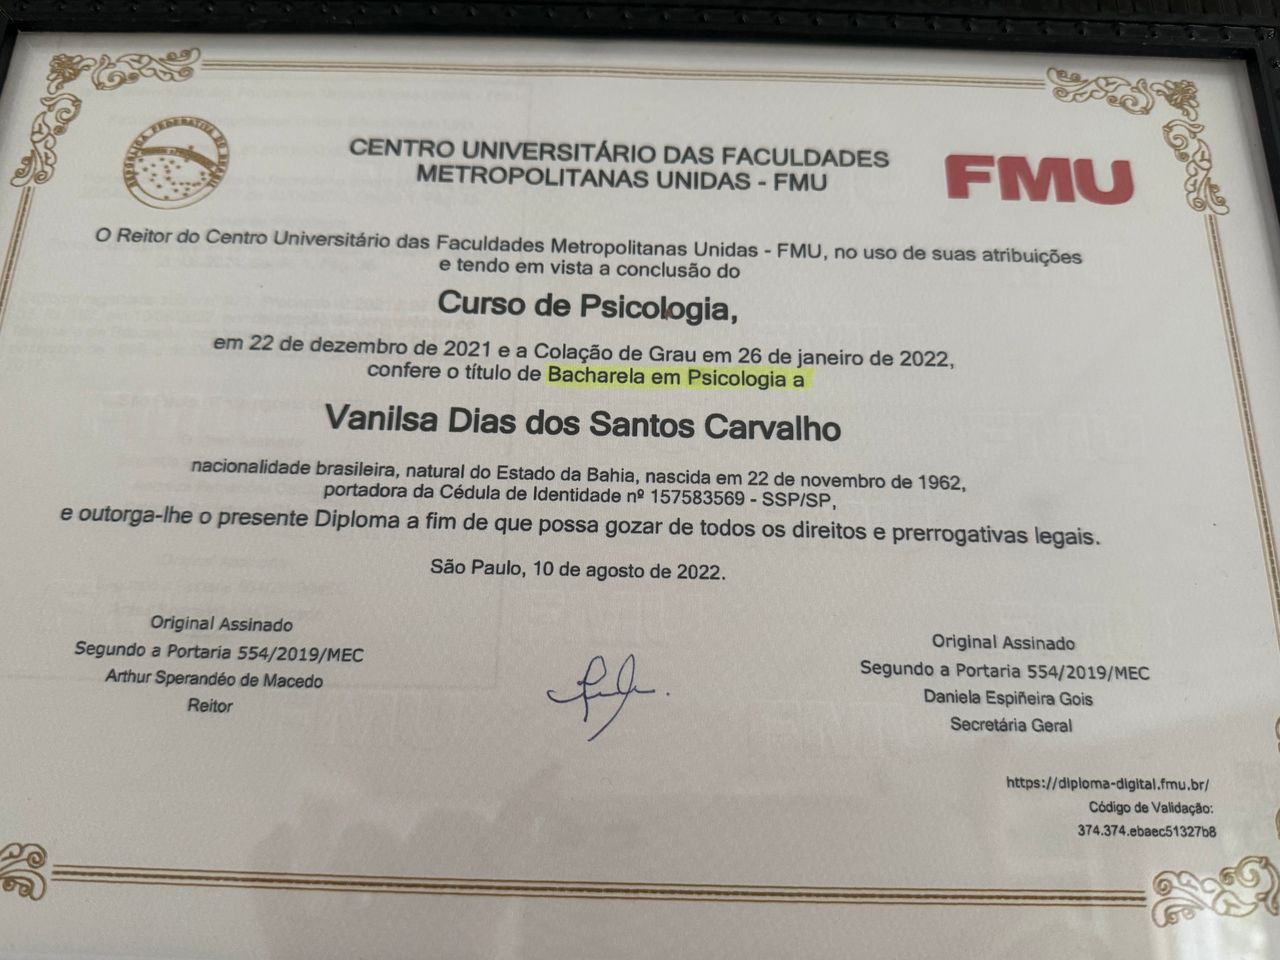 REPÚBLICA FEDERATIVA DO BRASIL
CENTRO UNIVERSITÁRIO DAS FACULDADES
METROPOLITANAS UNIDAS - FMU
FMU
O Reitor do Centro Universitário das Faculdades Metropolitanas Unidas - FMU, no uso de suas atribuições
e tendo em vista a conclusão do
Curso de Psicologia,
em 22 de dezembro de 2021 e a Colação de Grau em 26 de janeiro de 2022,
confere o título de Bacharela em Psicologia a
Vanilsa Dias dos Santos Carvalho
nacionalidade brasileira, natural do Estado da Bahia, nascida em 22 de novembro de 1962,
portadora da Cédula de Identidade nº 157583569 - SSP/SP,
e outorga-lhe o presente Diploma a fim de que possa gozar de todos os direitos e prerrogativas legais.
São Paulo, 10 de agosto de 2022.
Original Assinado
Segundo a Portaria 554/2019/MEC
Arthur Sperandéo de Macedo
Reitor
Original Assinado
Segundo a Portaria 554/2019/MEC
Daniela Espiñeira Gois
Secretária Geral
https://diploma-digital.fmu.br/
Código de Validação:
374.374.ebaec51327b8